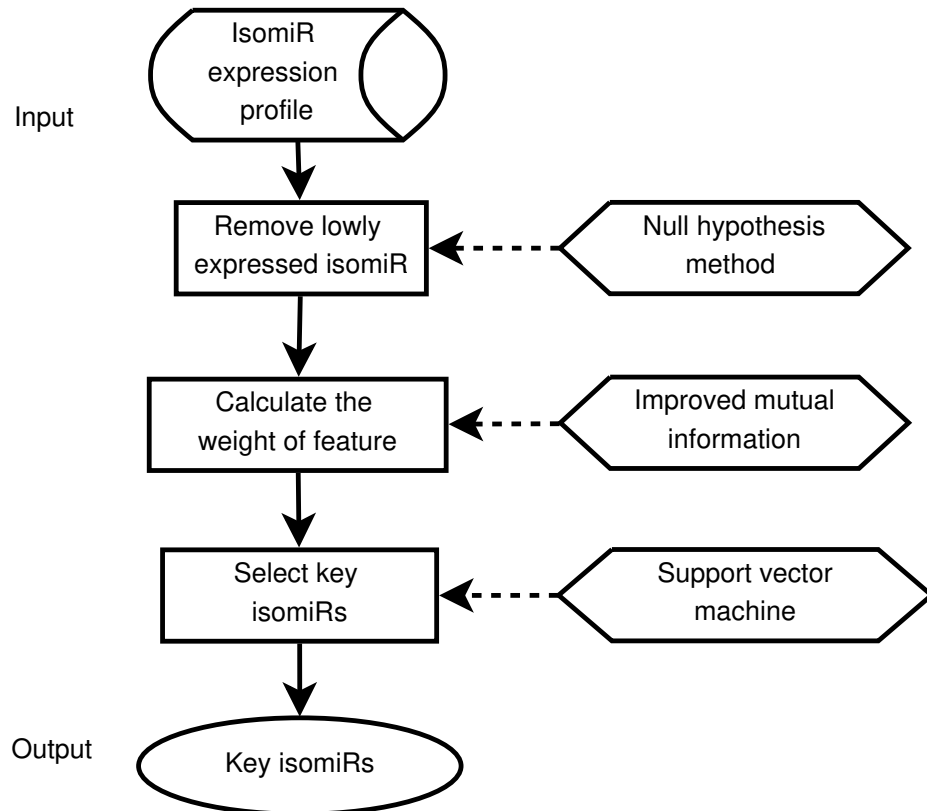 IsomiR
expression
profile
Input
Remove lowly
expressed isomiR
Null hypothesis
method
Calculate the
weight of feature
Improved mutual
information
Select key
isomiRs
Support vector
machine
Output
Key isomiRs